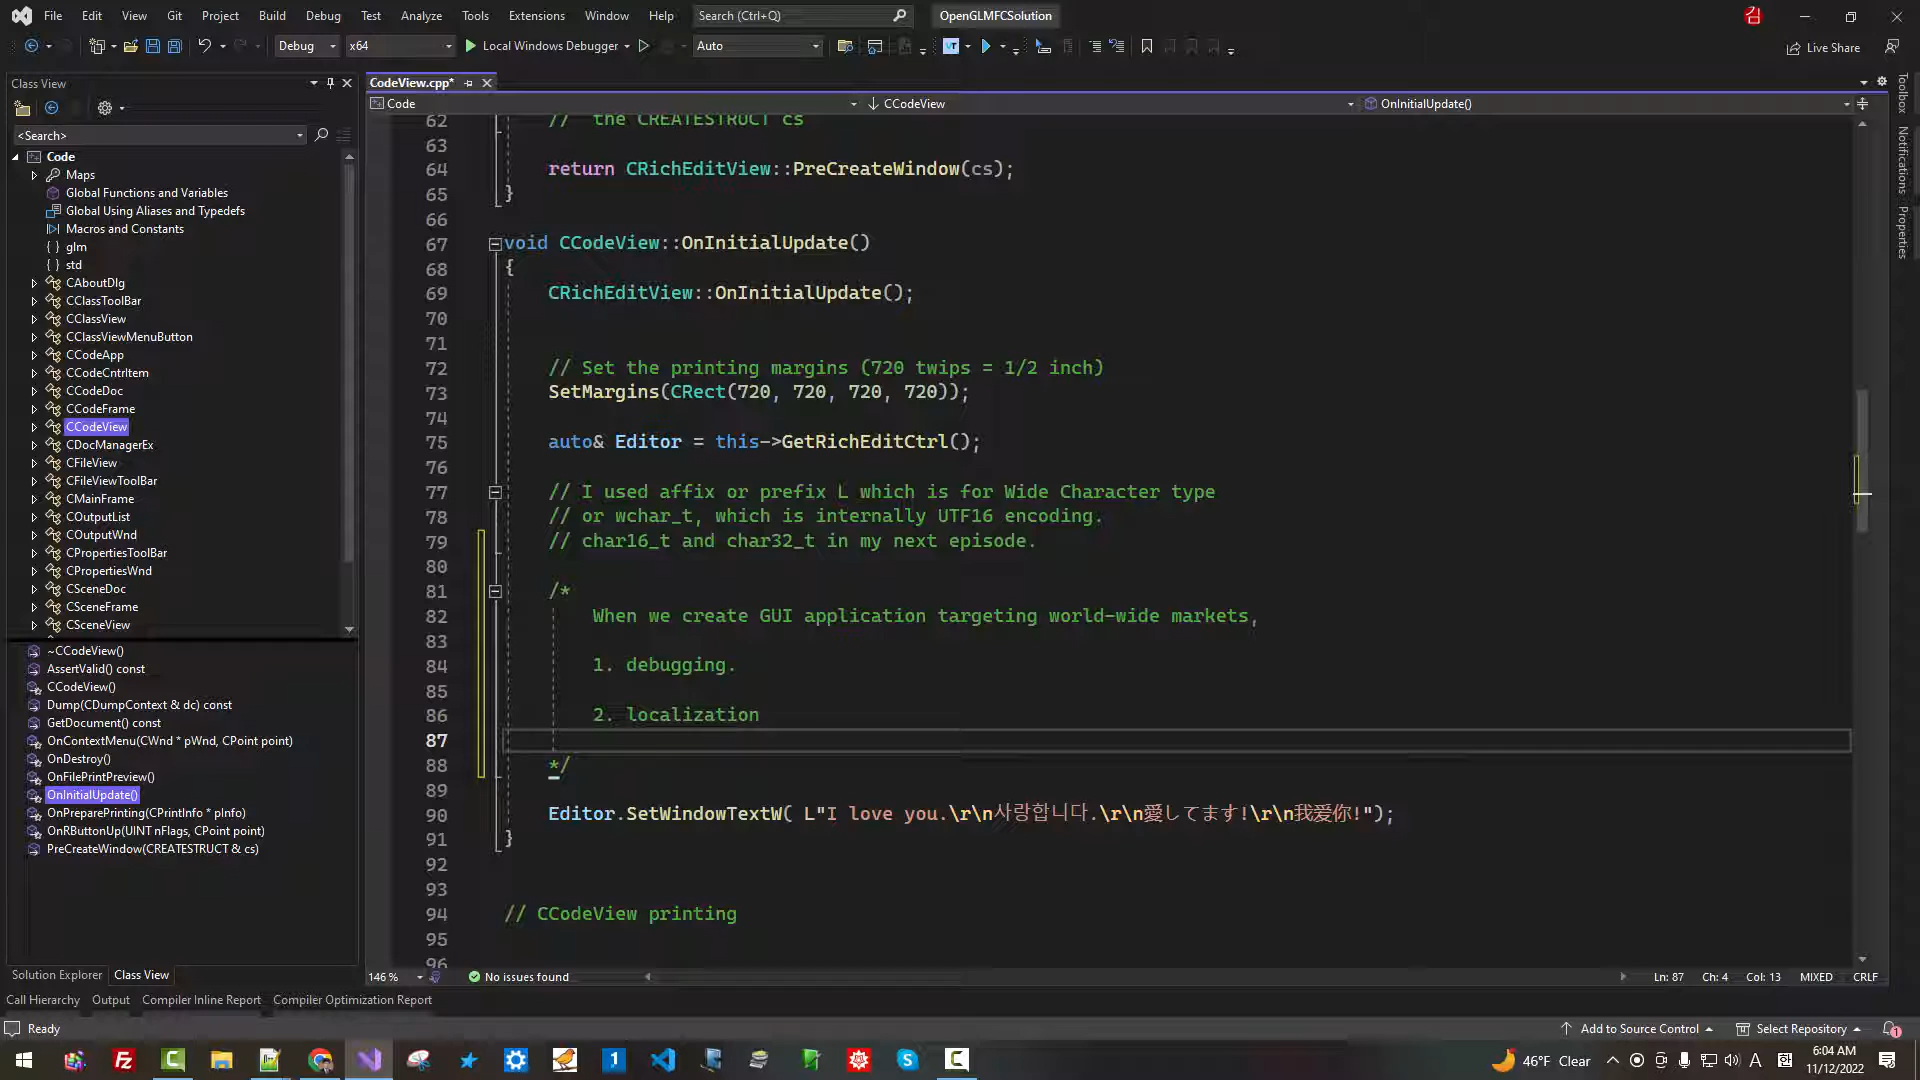 File Edit View Git Project Build Debug Test Analyze Tools Extensions Window Help Search (Ctrl+Q) OpenGLMFCSolution
Debug x64 Local Windows Debugger Auto Live Share
Class View
CodeView.cpp*
Code CCodeView OnInitialUpdate()
<Search>
Code
Maps
Global Functions and Variables
Global Using Aliases and Typedefs
Macros and Constants
{ } glm
{ } std
CAboutDlg
CClassToolBar
CClassView
CClassViewMenuButton
CCodeApp
CCodeCntrItem
CCodeDoc
CCodeFrame
CCodeView
CDocManagerEx
CFileView
CFileViewToolBar
CMainFrame
COutputList
COutputWnd
CPropertiesToolBar
CPropertiesWnd
CSceneDoc
CSceneFrame
CSceneView
~CCodeView()
AssertValid() const
CCodeView()
Dump(CDumpContext & dc) const
GetDocument() const
OnContextMenu(CWnd * pWnd, CPoint point)
OnDestroy()
OnFilePrintPreview()
OnInitialUpdate()
OnPreparePrinting(CPrintInfo * pInfo)
OnRButtonUp(UINT nFlags, CPoint point)
PreCreateWindow(CREATESTRUCT & cs)
Solution Explorer Class View
62 // the CREATESTRUCT cs
63
64 return CRichEditView::PreCreateWindow(cs);
65 }
66
67 void CCodeView::OnInitialUpdate()
68 {
69 CRichEditView::OnInitialUpdate();
70
71
72 // Set the printing margins (720 twips = 1/2 inch)
73 SetMargins(CRect(720, 720, 720, 720));
74
75 auto& Editor = this->GetRichEditCtrl();
76
77 // I used affix or prefix L which is for Wide Character type
78 // or wchar_t, which is internally UTF16 encoding.
79 // char16_t and char32_t in my next episode.
80
81 /*
82 When we create GUI application targeting world-wide markets,
83
84 1. debugging.
85
86 2. localization
87
88 */
89
90 Editor.SetWindowTextW( L"I love you.\r\n사랑합니다.\r\n愛してます!\r\n我爱你!");
91 }
92
93
94 // CCodeView printing
95
96
Toolbox
Notifications
Properties
146 % No issues found Ln: 87 Ch: 4 Col: 13 MIXED CRLF
Call Hierarchy Output Compiler Inline Report Compiler Optimization Report
Ready Add to Source Control Select Repository 1
46°F Clear A 6:04 AM
11/12/2022